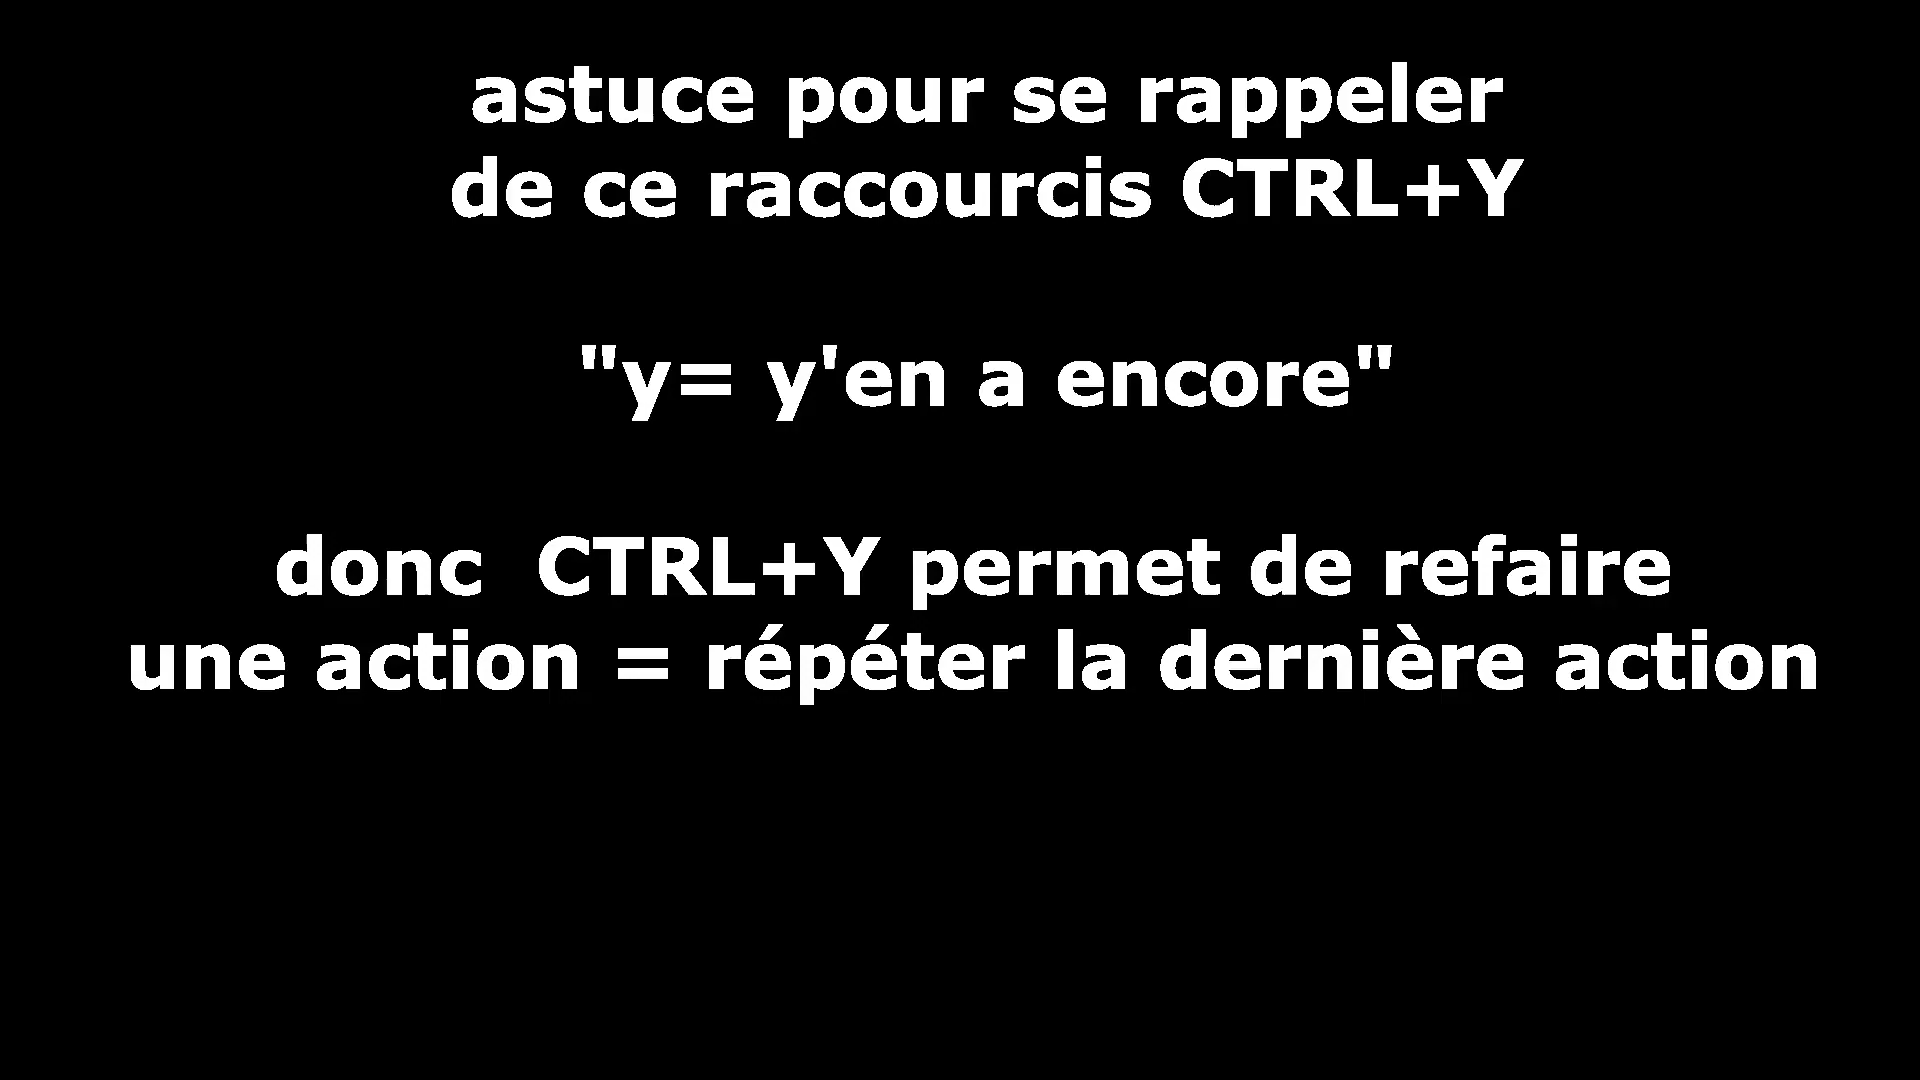 astuce pour se rappeler
de ce raccourcis CTRL+Y
"y= y'en a encore"
donc  CTRL+Y permet de refaire
une action = répéter la dernière action